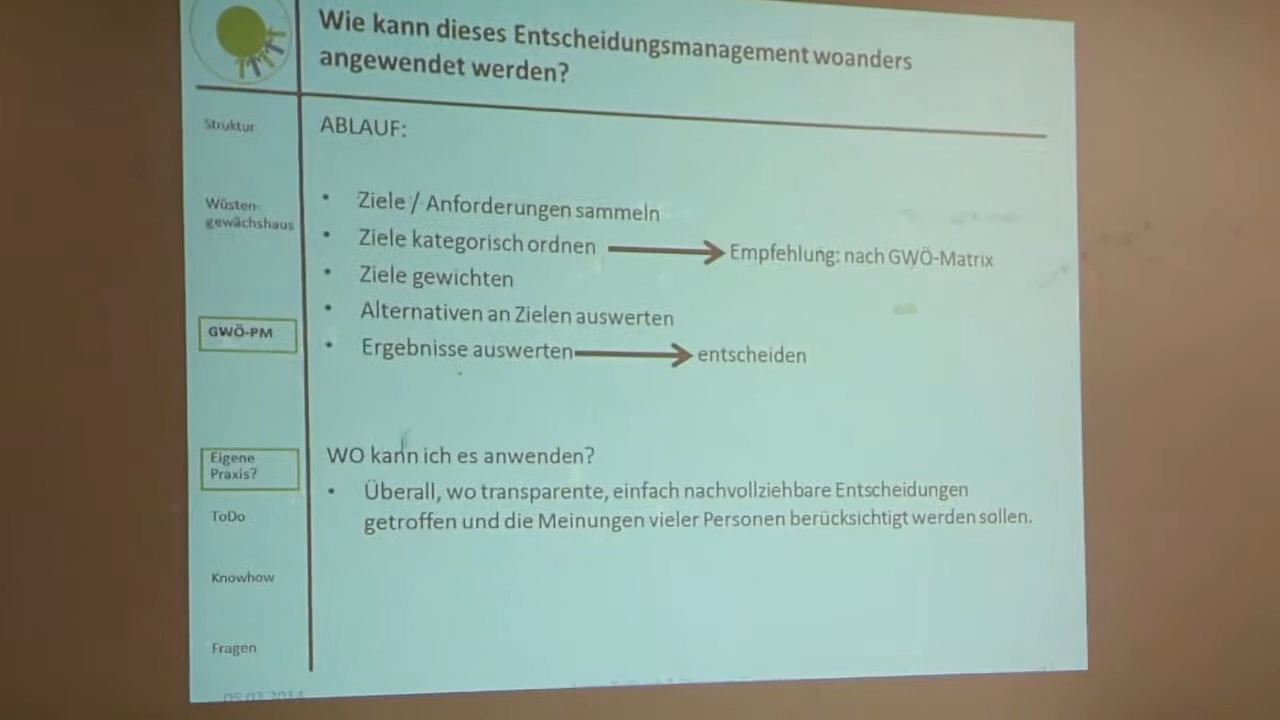 Wie kann dieses Entscheidungsmanagement woanders
angewendet werden?
Struktur
Wüsten-
gewächshaus
GWÖ-PM
Eigene
Praxis?
ToDo
Knowhow
Fragen
05.02.2014
ABLAUF:
• Ziele / Anforderungen sammeln
• Ziele kategorisch ordnen → Empfehlung: nach GWÖ-Matrix
• Ziele gewichten
• Alternativen an Zielen auswerten
• Ergebnisse auswerten → entscheiden
WO kann ich es anwenden?
• Überall, wo transparente, einfach nachvollziehbare Entscheidungen
getroffen und die Meinungen vieler Personen berücksichtigt werden sollen.